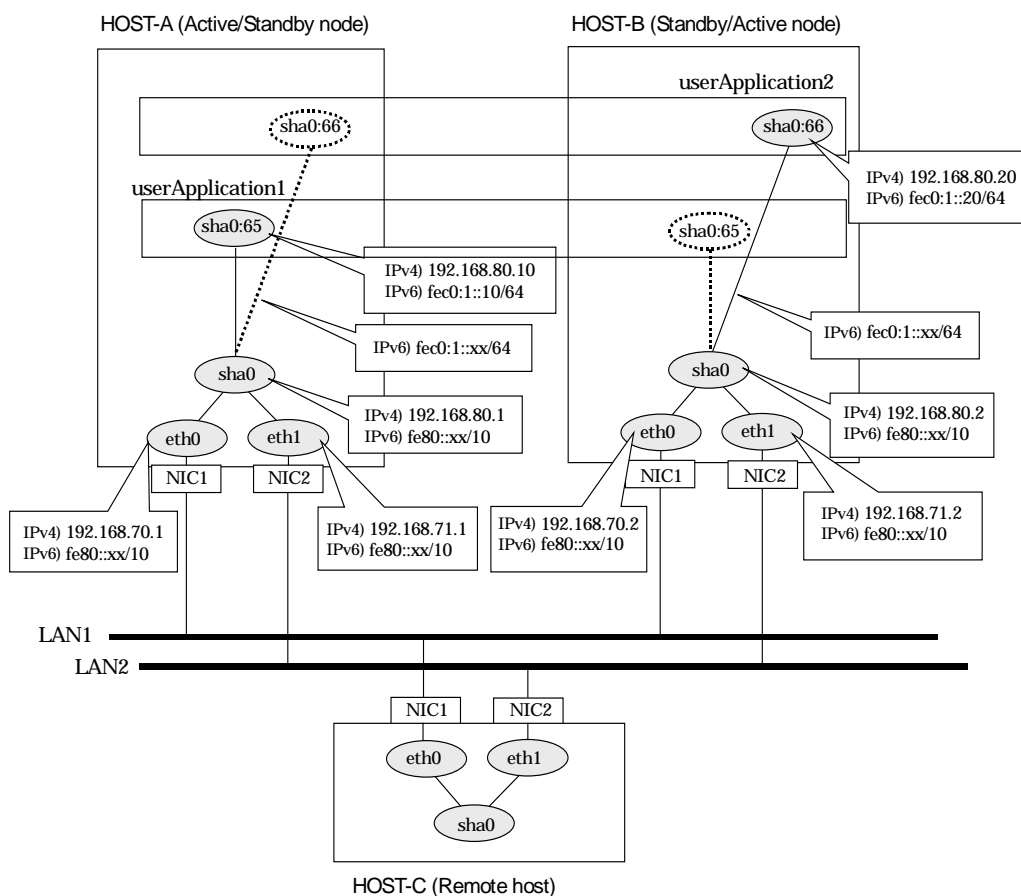 HOST-A (Active/Standby node)
HOST-B (Standby/Active node)
userApplication2
sha0:66
sha0:66
IPv4) 192.168.80.20
IPv6) fec0:1::20/64
userApplication1
sha0:65
sha0:65
IPv4) 192.168.80.10
IPv6) fec0:1::10/64
IPv6) fec0:1::xx/64
IPv6) fec0:1::xx/64
sha0
sha0
IPv4) 192.168.80.1
IPv6) fe80::xx/10
IPv4) 192.168.80.2
IPv6) fe80::xx/10
eth0
eth1
eth0
eth1
NIC1
NIC2
NIC1
NIC2
IPv4) 192.168.70.1
IPv6) fe80::xx/10
IPv4) 192.168.71.1
IPv6) fe80::xx/10
IPv4) 192.168.70.2
IPv6) fe80::xx/10
IPv4) 192.168.71.2
IPv6) fe80::xx/10
LAN1
LAN2
NIC1
NIC2
eth0
eth1
sha0
HOST-C (Remote host)